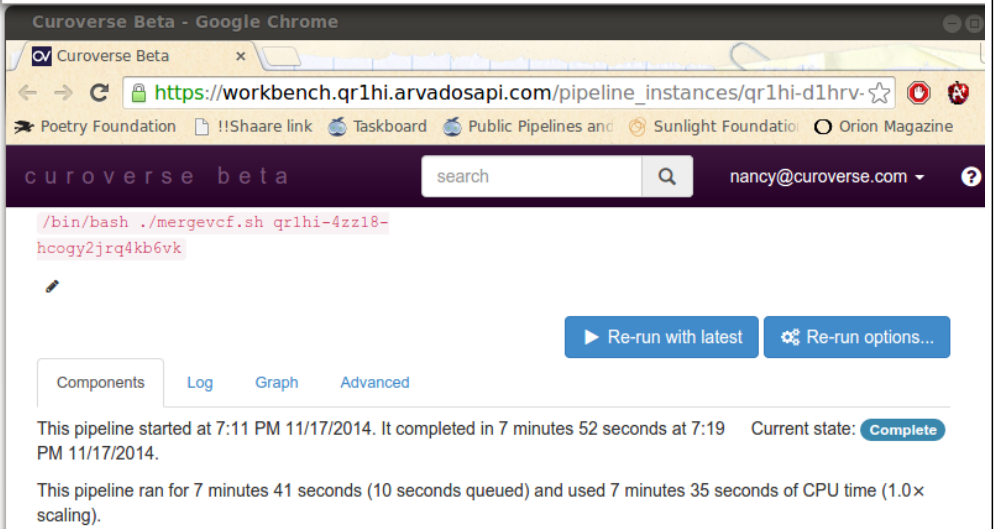 Curoverse Beta - Google Chrome
Curoverse Beta
https://workbench.qr1hi.arvadosapi.com/pipeline_instances/qr1hi-d1hrv-
Poetry Foundation !!Shaare link Taskboard Public Pipelines and Sunlight Foundatio Orion Magazine
curoverse beta search nancy@curoverse.com
/bin/bash ./mergevcf.sh qr1hi-4zz18-
hcogy2jrq4kb6vk
Re-run with latest Re-run options...
Components Log Graph Advanced
This pipeline started at 7:11 PM 11/17/2014. It completed in 7 minutes 52 seconds at 7:19 Current state: Complete
PM 11/17/2014.
This pipeline ran for 7 minutes 41 seconds (10 seconds queued) and used 7 minutes 35 seconds of CPU time (1.0×
scaling).